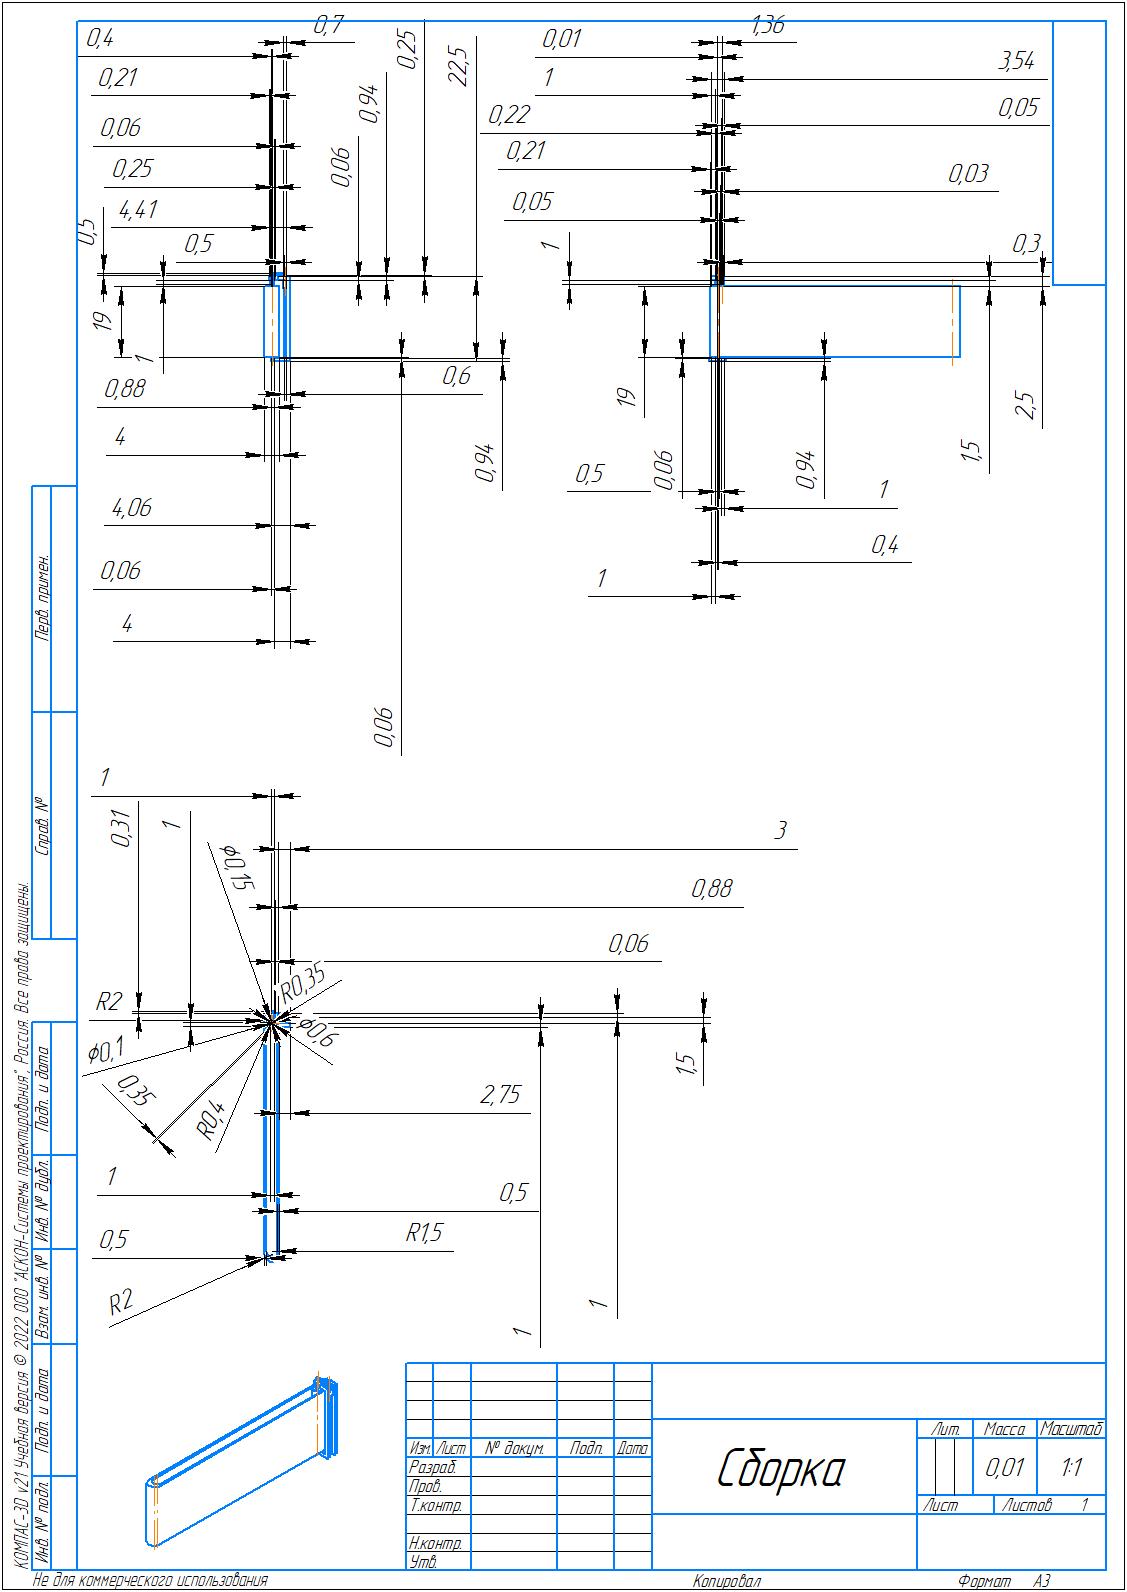 0,4
0,7
0,25
22,5
0,01
1,36
3,54
0,21
0,94
1
0,05
0,06
0,22
0,06
0,21
0,25
0,03
4,41
0,05
0,5
0,5
1
0,3
19
1
0,88
0,6
19
2,5
4
0,94
0,5
0,06
0,94
1,5
1
4,06
0,4
0,06
1
4
0,06
1
0,31
1
ϕ0,15
3
0,88
0,06
R0,35
R2
ϕ0,6
ϕ0,1
0,35
R0,4
1,5
2,75
1
0,5
R1,5
0,5
R2
1
1
Перв. примен.
Справ. №
Подп. и дата
Инв. № дубл.
Взам. инв. №
Подп. и дата
Инв. № подл.
КОМПАС-3D v21 Учебная версия © 2022 ООО "АСКОН-Системы проектирования", Россия. Все права защищены.
Изм. Лист № докум. Подп. Дата
Разраб.
Пров.
Т.контр.
Н.контр.
Утв.
Сборка
Лит. Масса Масштаб
0,01 1:1
Лист Листов 1
Не для коммерческого использования
Копировал
Формат А3